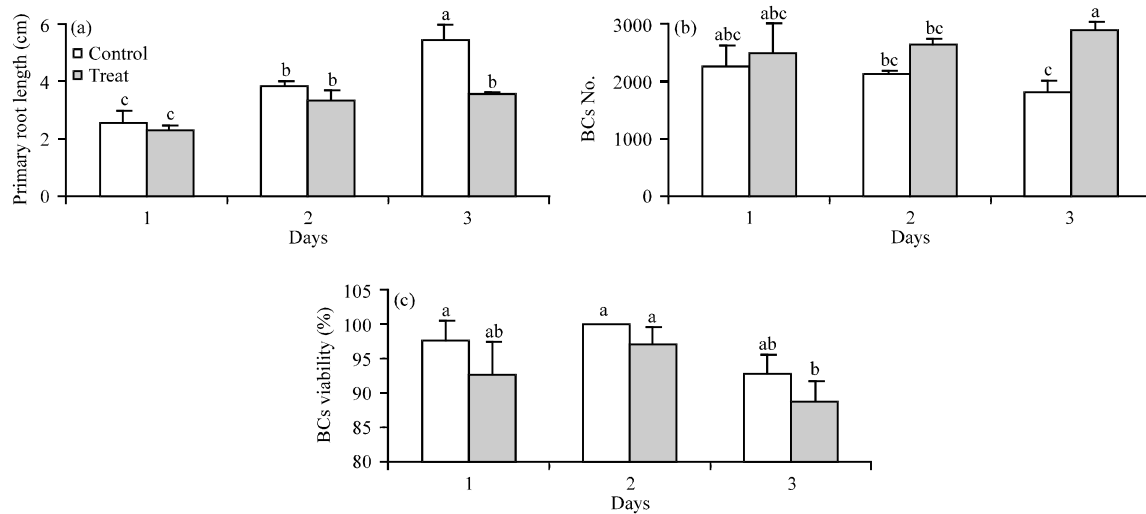 (a)
Primary root length (cm)
6
4
2
0
Control
Treat
c
c
b
b
a
b
1
2
3
Days
(b)
BCs No.
3000
2000
1000
0
abc
abc
bc
bc
c
a
1
2
3
Days
(c)
BCs viability (%)
105
100
95
90
85
80
a
ab
a
a
ab
b
1
2
3
Days